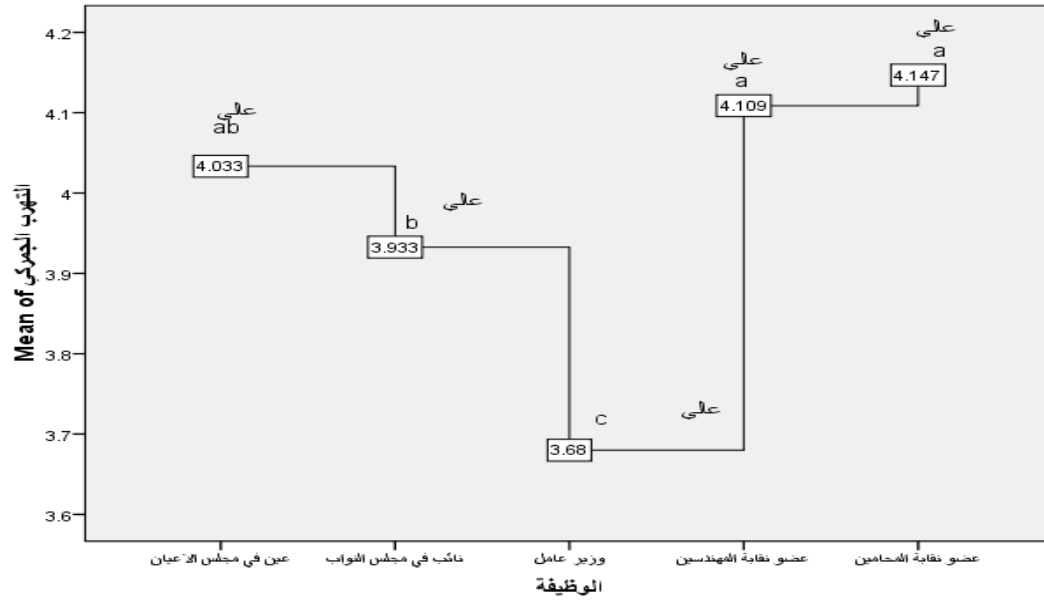 4.2
4.1
4
3.9
3.8
3.7
3.6
Mean of التهرب الجمركي
عالي
ab
4.033
b
عالي
3.933
c
عالي
3.68
عالي
a
4.109
عالي
a
4.147
عين في مجلس الاعيان
نائب في مجلس النواب
وزير عامل
عضو نقابة المهندسين
عضو نقابة المحامين
الوظيفة